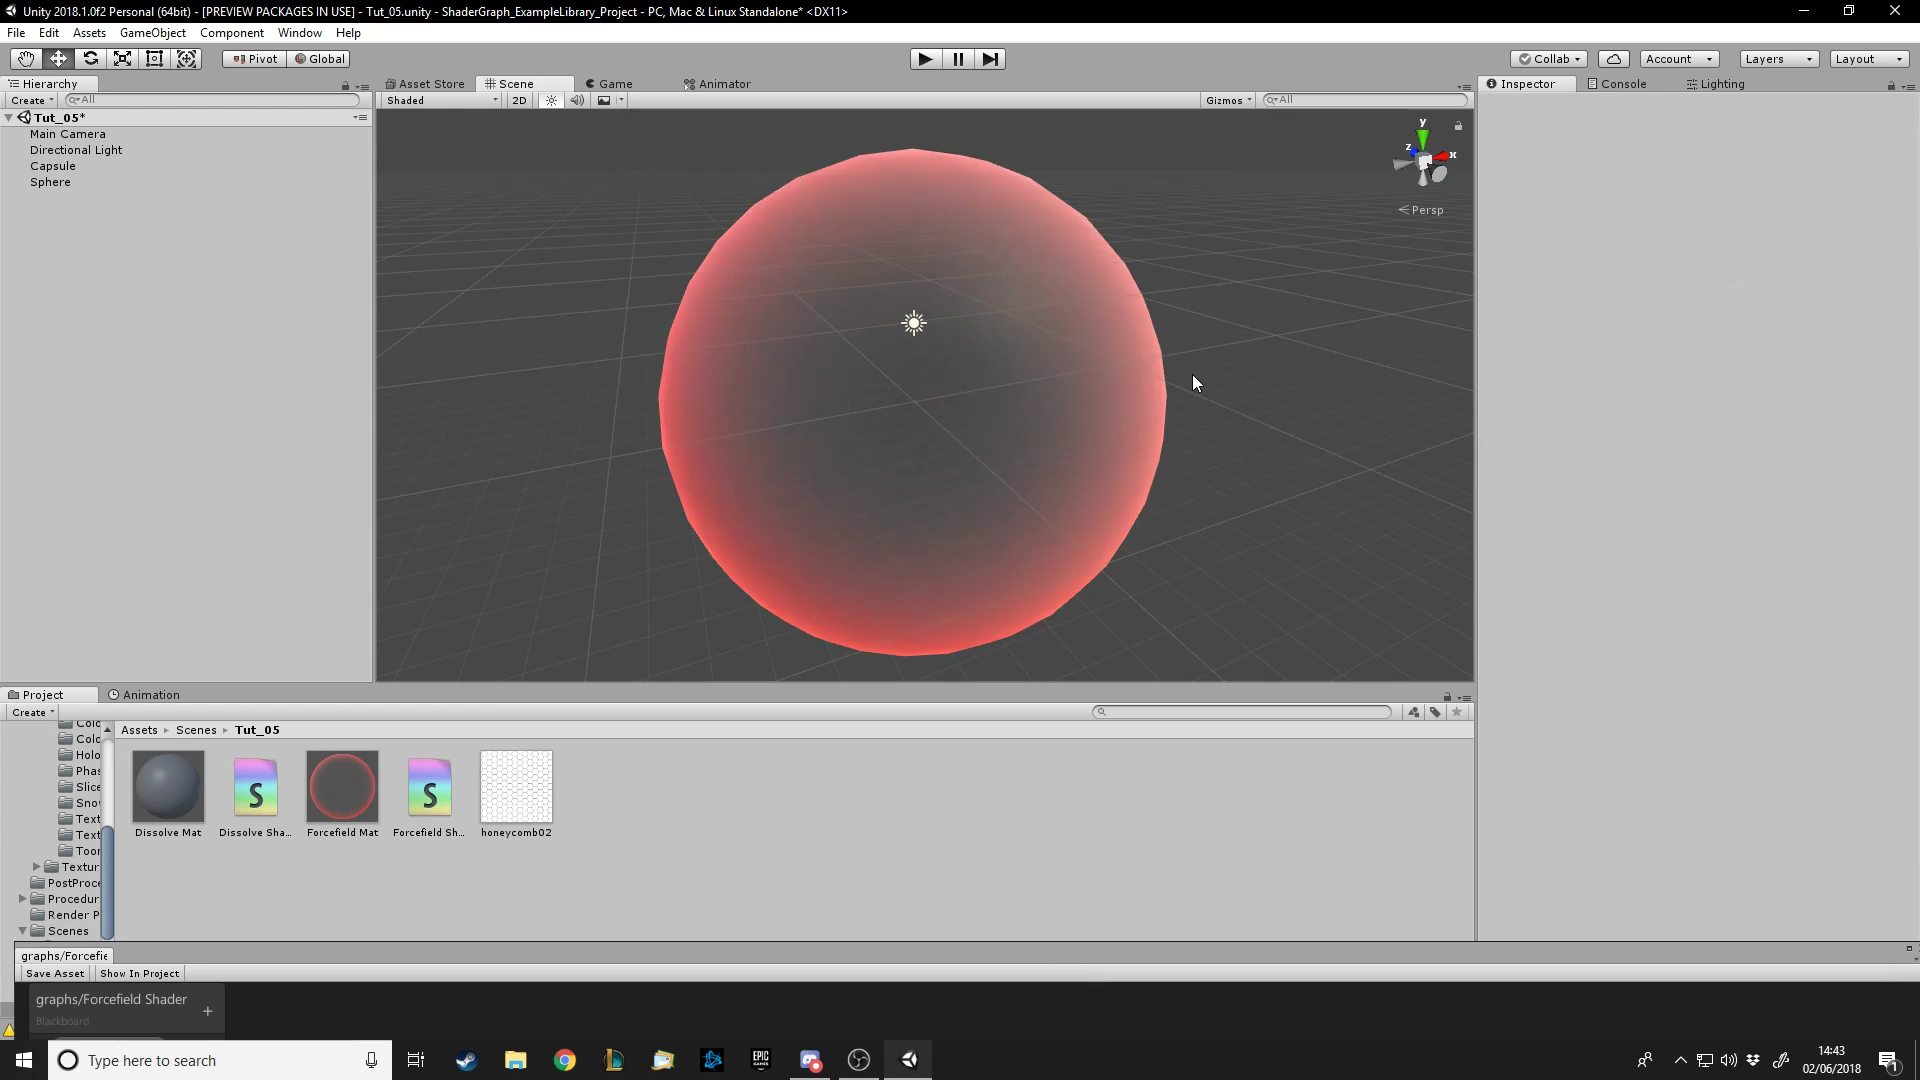 Unity 2018.1.0f2 Personal (64bit) - [PREVIEW PACKAGES IN USE] - Tut_05.unity - ShaderGraph_ExampleLibrary_Project - PC, Mac & Linux Standalone* <DX11>
File Edit Assets GameObject Component Window Help
Pivot Global Collab Account Layers Layout
Hierarchy Asset Store Scene Game Animator Inspector Console Lighting
Create All Shaded 2D Gizmos All
Tut_05*
Main Camera
Directional Light
Capsule
Sphere
y
z x
Persp
Project Animation
Create
Colo
Assets Scenes Tut_05
Colo
Holo
Phas
Slice
Snov
Text
Text
Toor
Textur
PostProce
Procedur
Render P
Scenes
S S
Dissolve Mat Dissolve Sha... Forcefield Mat Forcefield Sh... honeycomb02
graphs/Forcefie
Save Asset Show In Project
graphs/Forcefield Shader +
Blackboard
Type here to search
EPIC GAMES
14:43
02/06/2018
1